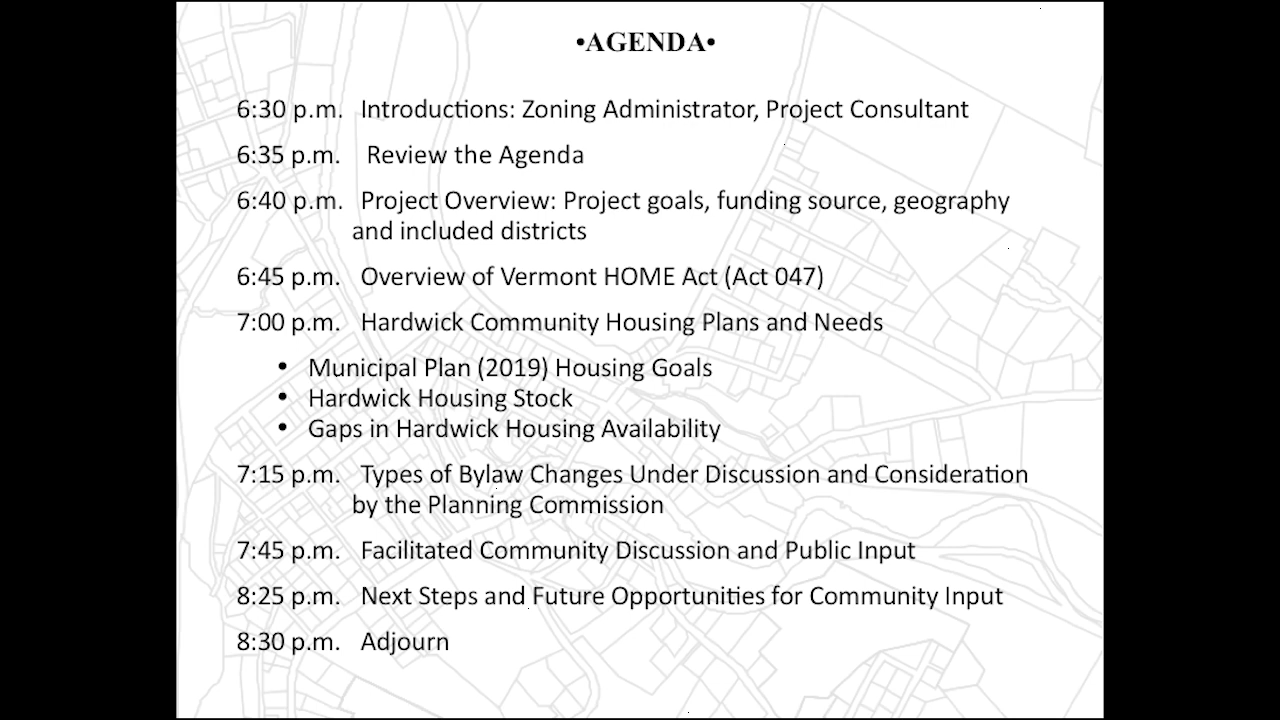 •AGENDA•
6:30 p.m. Introductions: Zoning Administrator, Project Consultant
6:35 p.m. Review the Agenda
6:40 p.m. Project Overview: Project goals, funding source, geography
and included districts
6:45 p.m. Overview of Vermont HOME Act (Act 047)
7:00 p.m. Hardwick Community Housing Plans and Needs
• Municipal Plan (2019) Housing Goals
• Hardwick Housing Stock
• Gaps in Hardwick Housing Availability
7:15 p.m. Types of Bylaw Changes Under Discussion and Consideration
by the Planning Commission
7:45 p.m. Facilitated Community Discussion and Public Input
8:25 p.m. Next Steps and Future Opportunities for Community Input
8:30 p.m. Adjourn